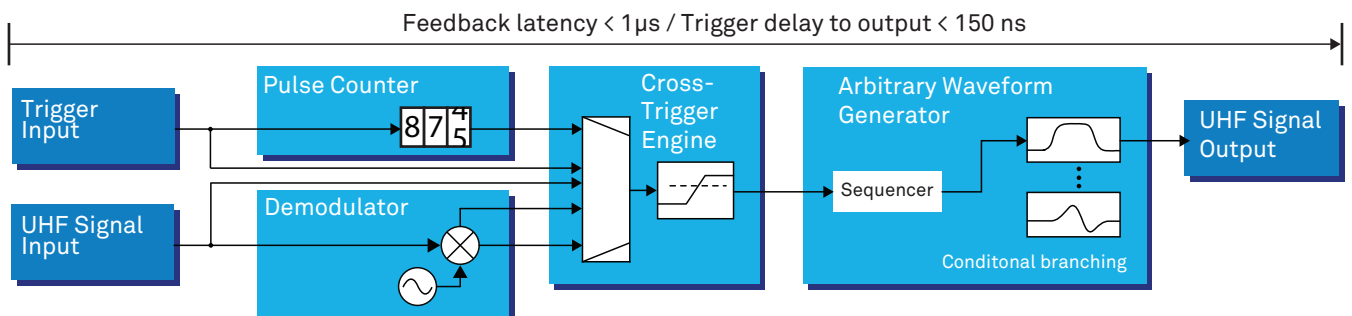 Feedback latency < 1µs / Trigger delay to output < 150 ns
Trigger
Input
Pulse Counter
8 7 4
5
Cross-
Trigger
Engine
Arbitrary Waveform
Generator
UHF Signal
Output
Sequencer
UHF Signal
Input
Demodulator
Conditonal branching